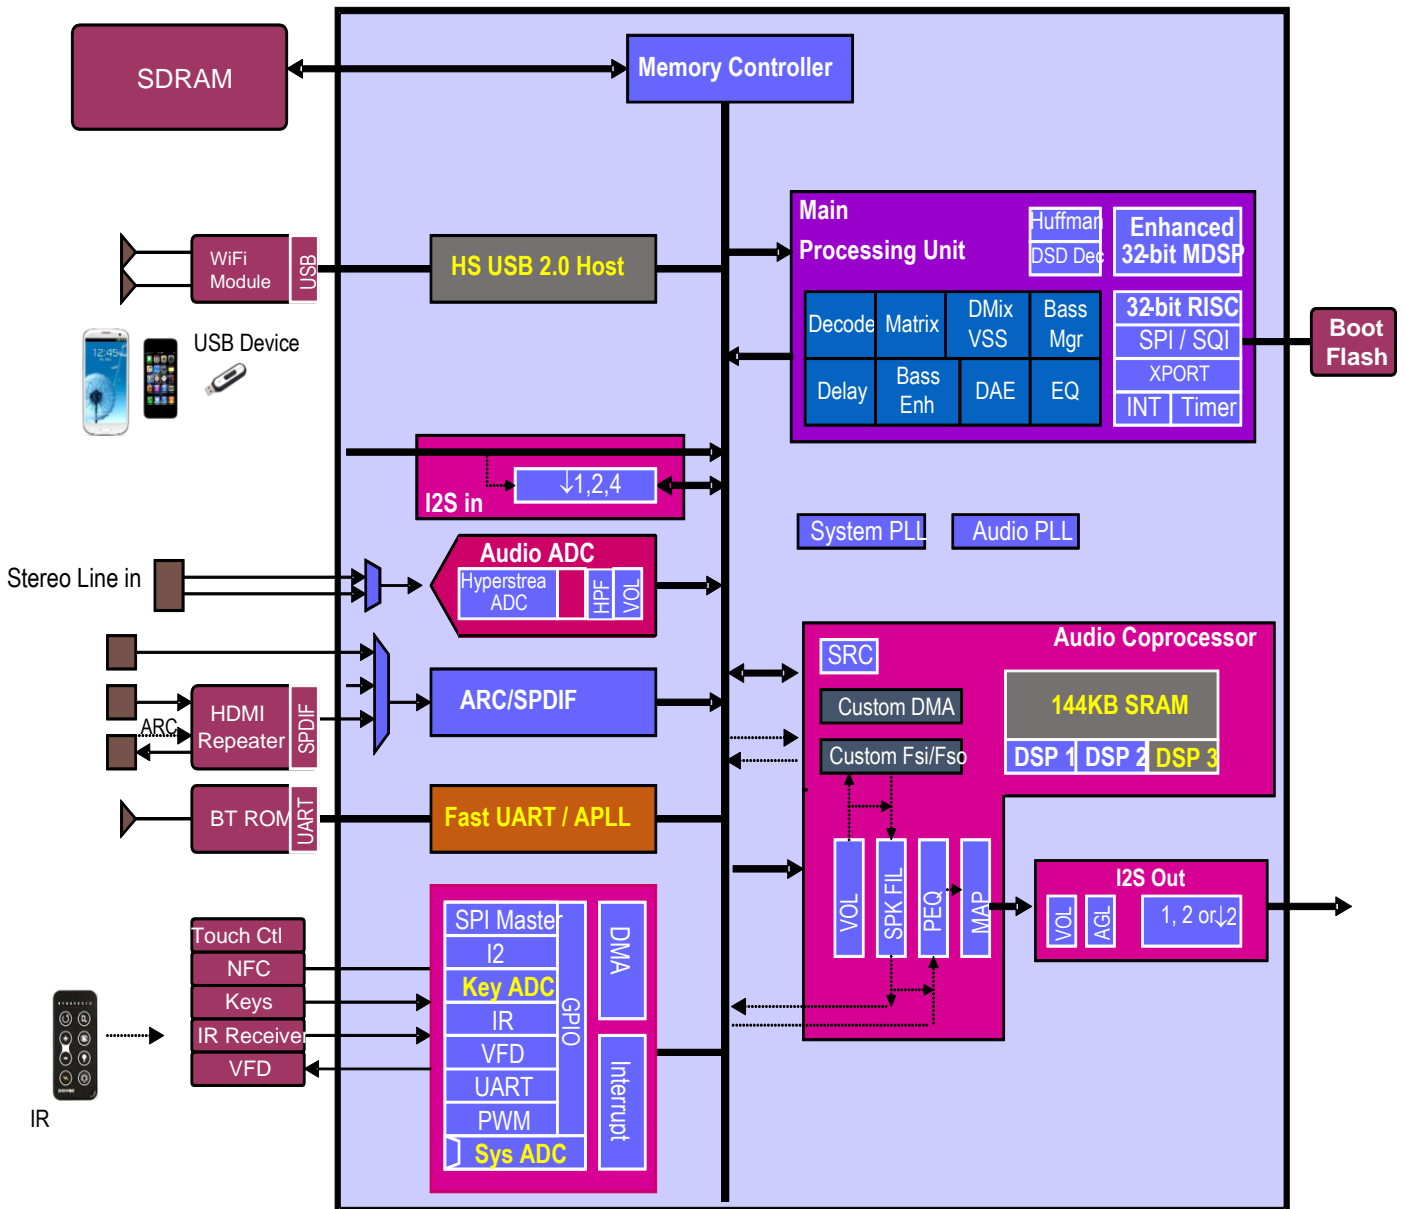 SDRAM
Memory Controller
WiFi
Module
USB
HS USB 2.0 Host
Main
Processing Unit
Huffman
DSD Dec
Enhanced
32-bit MDSP
Decode
Matrix
DMix
VSS
Bass
Mgr
Delay
Bass
Enh
DAE
EQ
32-bit RISC
SPI / SQI
XPORT
INT
Timer
Boot
Flash
12:45
USB Device
I2S in
↓1,2,4
System PLL
Audio PLL
Stereo Line in
Audio ADC
Hyperstrea
ADC
HPF
VOL
ARC
HDMI
Repeater
SPDIF
ARC/SPDIF
BT ROM
UART
Fast UART / APLL
Audio Coprocessor
SRC
Custom DMA
Custom Fsi/Fso
144KB SRAM
DSP 1
DSP 2
DSP 3
VOL
SPK FIL
PEQ
MAP
I2S Out
VOL
AGL
1, 2 or↓2
Touch Ctl
NFC
Keys
IR Receiver
VFD
IR
SPI Master
I2
Key ADC
IR
VFD
UART
PWM
Sys ADC
GPIO
DMA
Interrupt